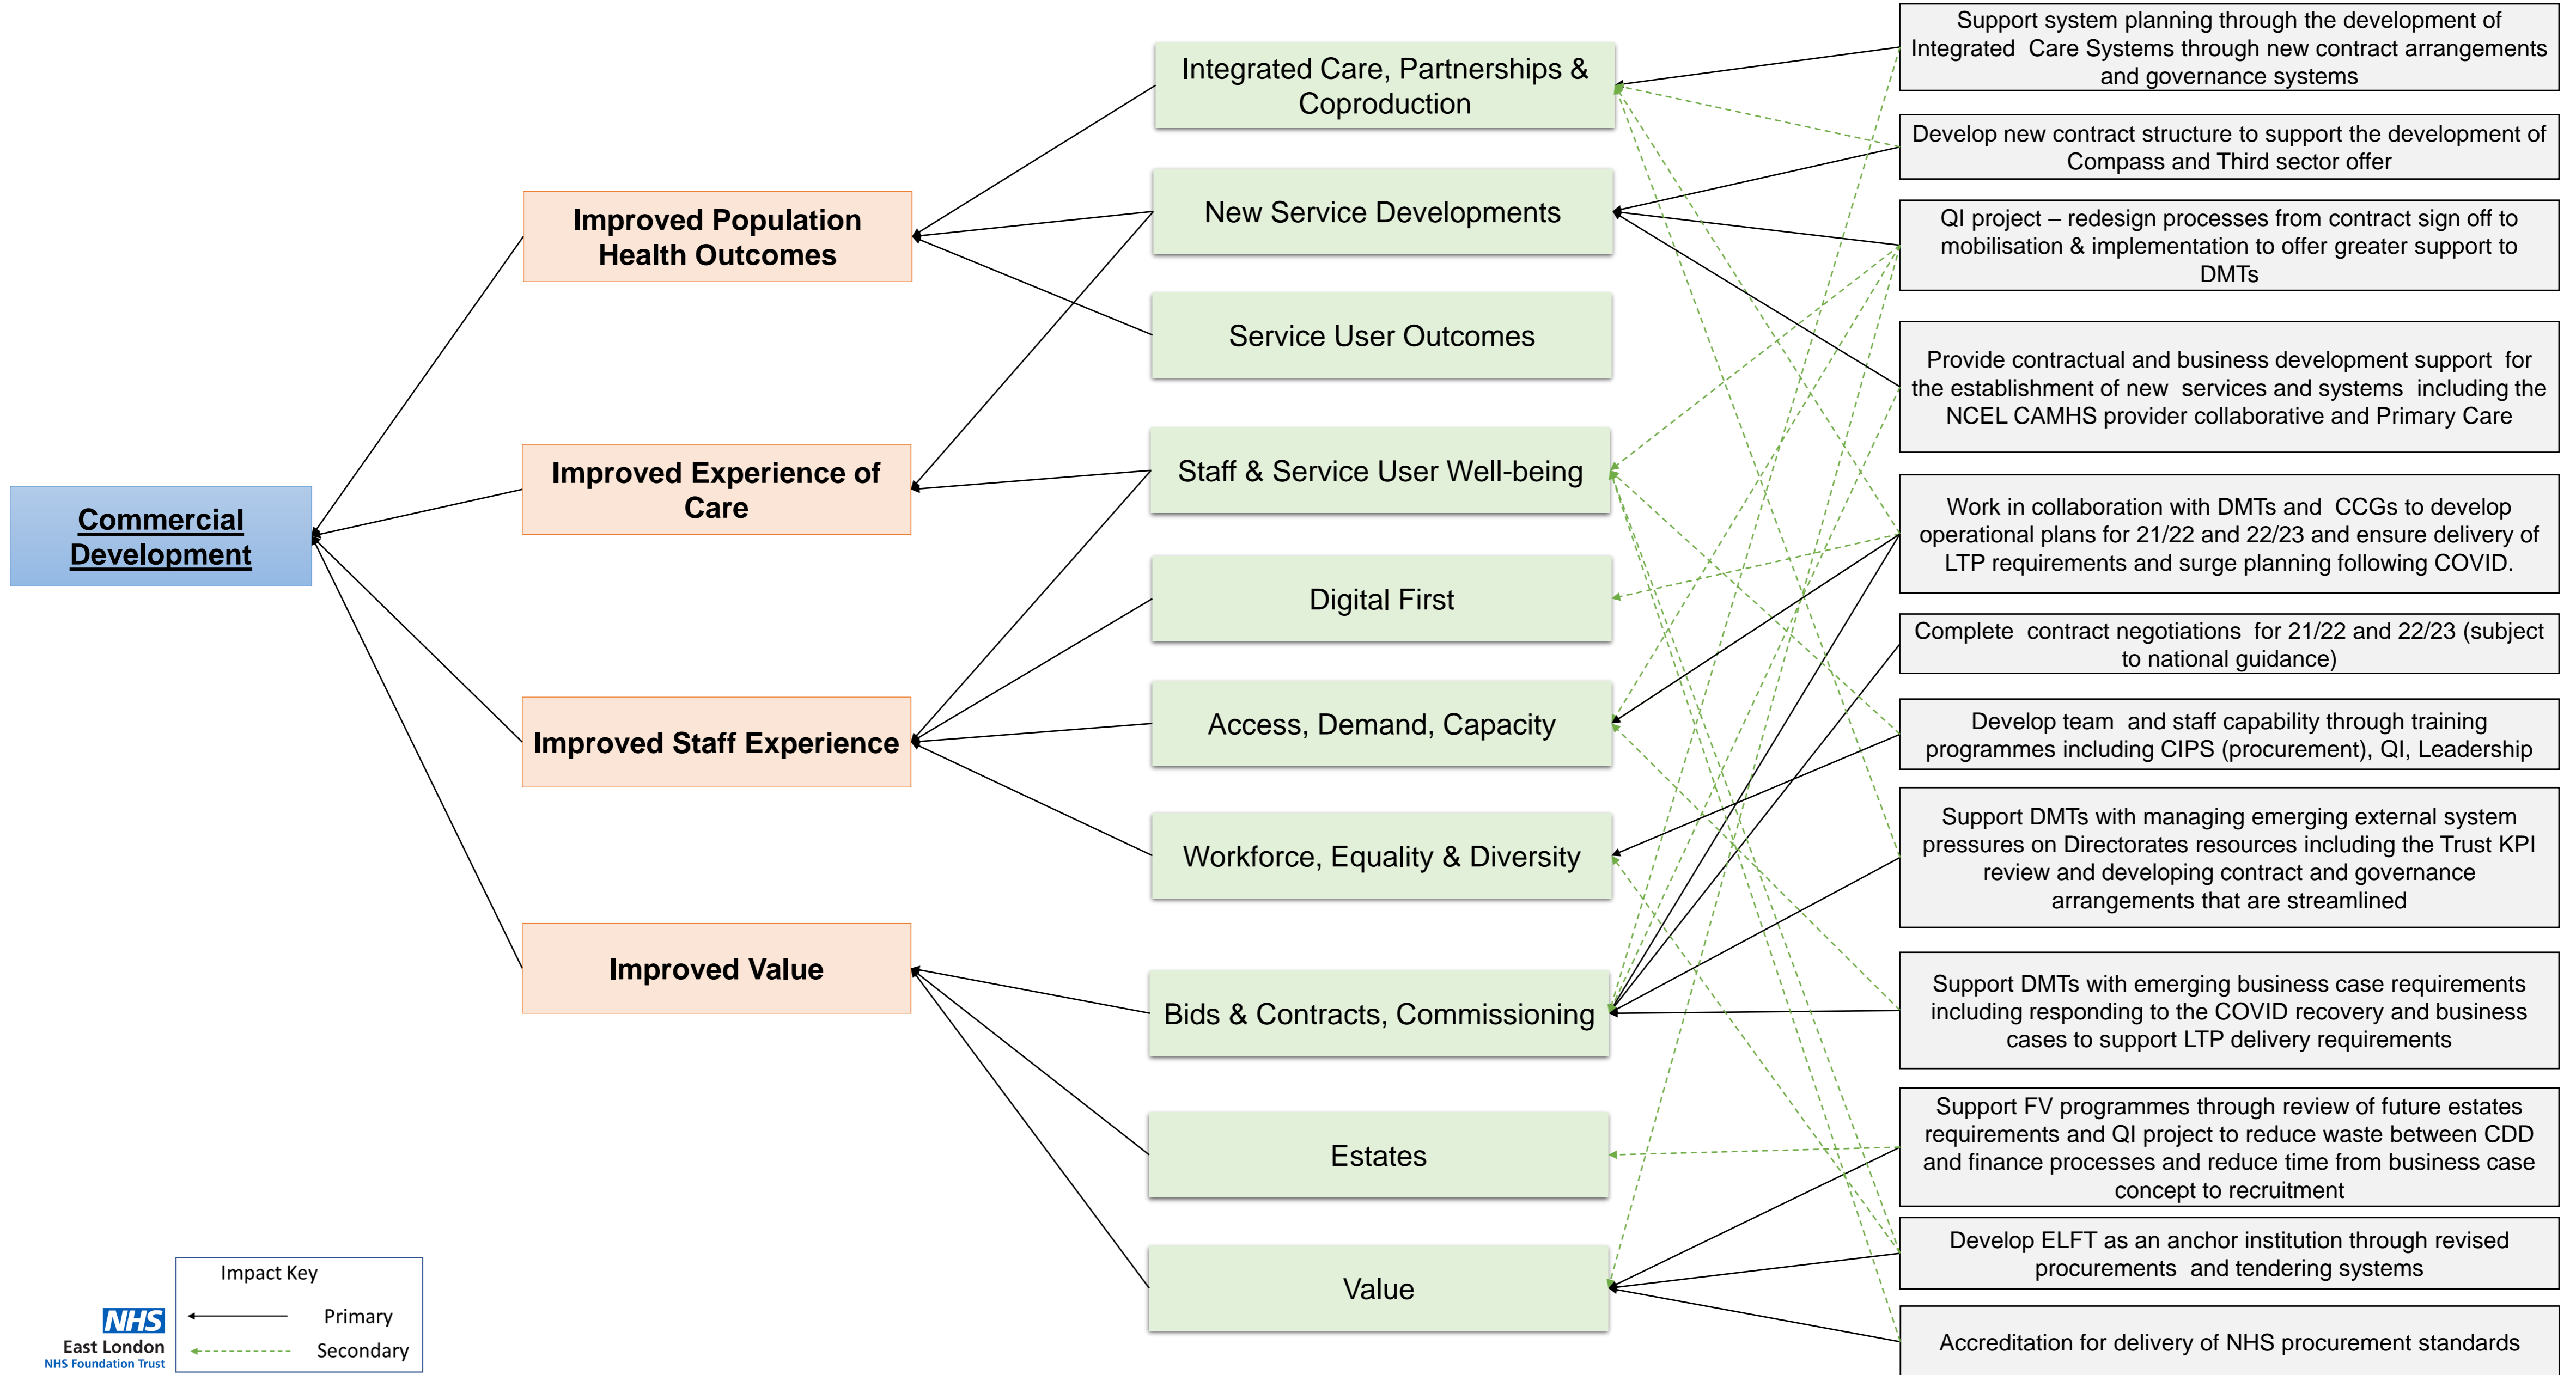 Commercial
Development
Improved Population
Health Outcomes
Improved Experience of
Care
Improved Staff Experience
Improved Value
Integrated Care, Partnerships &
Coproduction
New Service Developments
Service User Outcomes
Staff & Service User Well-being
Digital First
Access, Demand, Capacity
Workforce, Equality & Diversity
Bids & Contracts, Commissioning
Estates
Value
Support system planning through the development of
Integrated Care Systems through new contract arrangements
and governance systems
Develop new contract structure to support the development of
Compass and Third sector offer
QI project – redesign processes from contract sign off to
mobilisation & implementation to offer greater support to
DMTs
Provide contractual and business development support for
the establishment of new services and systems including the
NCEL CAMHS provider collaborative and Primary Care
Work in collaboration with DMTs and CCGs to develop
operational plans for 21/22 and 22/23 and ensure delivery of
LTP requirements and surge planning following COVID.
Complete contract negotiations for 21/22 and 22/23 (subject
to national guidance)
Develop team and staff capability through training
programmes including CIPS (procurement), QI, Leadership
Support DMTs with managing emerging external system
pressures on Directorates resources including the Trust KPI
review and developing contract and governance
arrangements that are streamlined
Support DMTs with emerging business case requirements
including responding to the COVID recovery and business
cases to support LTP delivery requirements
Support FV programmes through review of future estates
requirements and QI project to reduce waste between CDD
and finance processes and reduce time from business case
concept to recruitment
Develop ELFT as an anchor institution through revised
procurements and tendering systems
Accreditation for delivery of NHS procurement standards
Impact Key
Primary
Secondary
NHS
East London
NHS Foundation Trust